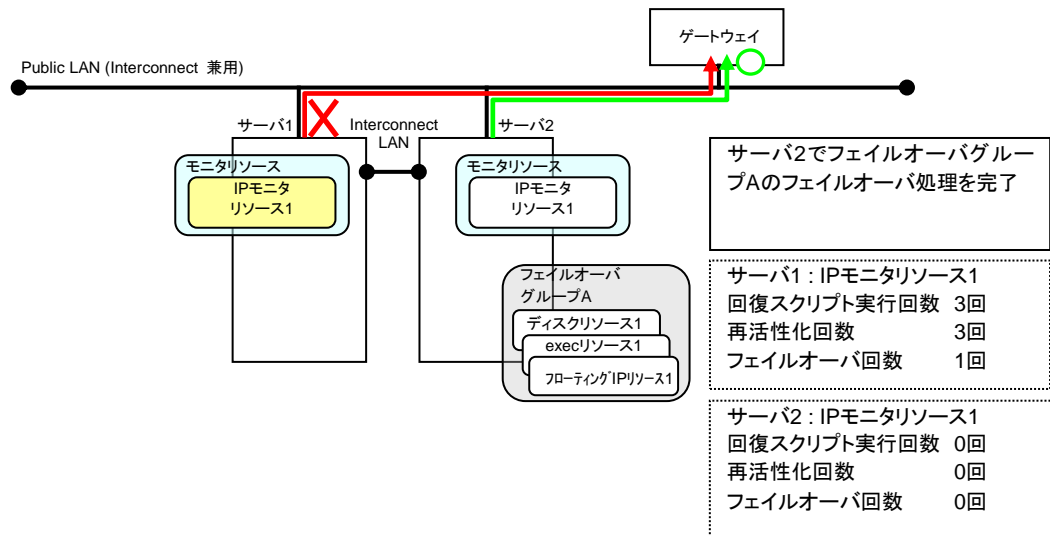 ゲートウェイ
Public LAN (Interconnect 兼用)
サーバ1
Interconnect
LAN
サーバ2
モニタリソース
IPモニタ
リソース1
モニタリソース
IPモニタ
リソース1
フェイルオーバ
グループA
ディスクリソース1
execリソース1
フローティングIPリソース1
サーバ2でフェイルオーバグルー
プAのフェイルオーバ処理を完了
サーバ1 : IPモニタリソース1
回復スクリプト実行回数 3回
再活性化回数 3回
フェイルオーバ回数 1回
サーバ2 : IPモニタリソース1
回復スクリプト実行回数 0回
再活性化回数 0回
フェイルオーバ回数 0回